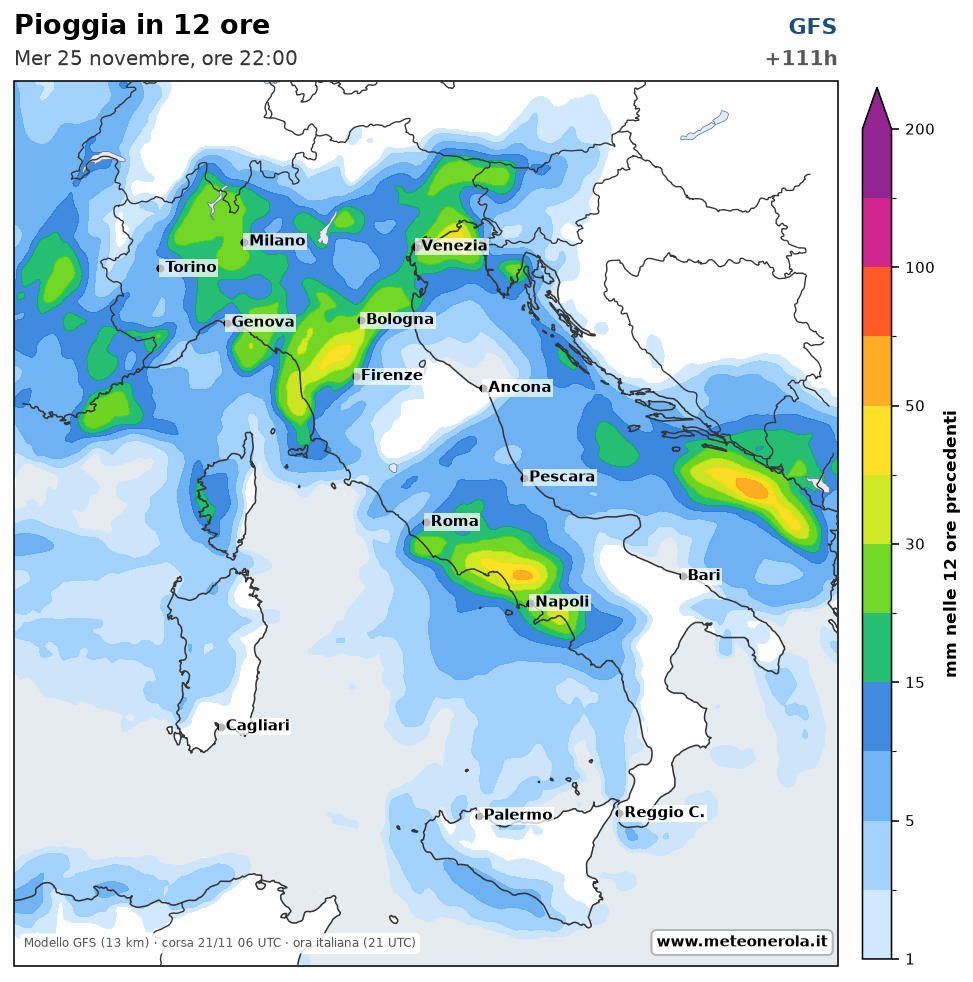 Pioggia in 12 ore
GFS
Mer 25 novembre, ore 22:00
+111h
200
100
50
30
15
5
1
mm nelle 12 ore precedenti
Milano
Venezia
Torino
Genova
Bologna
Firenze
Ancona
Pescara
Roma
Bari
Napoli
Cagliari
Palermo
Reggio C.
Modello GFS (13 km) · corsa 21/11 06 UTC · ora italiana (21 UTC)
www.meteonerola.it